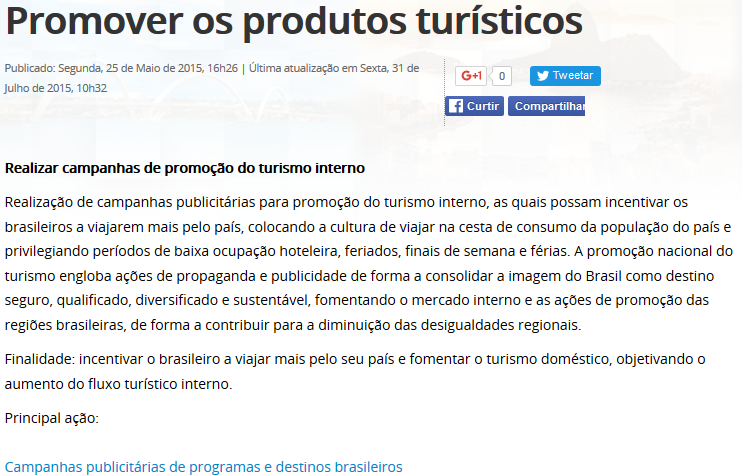 Promover os produtos turísticos
Publicado: Segunda, 25 de Maio de 2015, 16h26 | Última atualização em Sexta, 31 de
Julho de 2015, 10h32
G+1 0 Tweetar
Curtir Compartilhar
Realizar campanhas de promoção do turismo interno
Realização de campanhas publicitárias para promoção do turismo interno, as quais possam incentivar os
brasileiros a viajarem mais pelo país, colocando a cultura de viajar na cesta de consumo da população do país e
privilegiando períodos de baixa ocupação hoteleira, feriados, finais de semana e férias. A promoção nacional do
turismo engloba ações de propaganda e publicidade de forma a consolidar a imagem do Brasil como destino
seguro, qualificado, diversificado e sustentável, fomentando o mercado interno e as ações de promoção das
regiões brasileiras, de forma a contribuir para a diminuição das desigualdades regionais.
Finalidade: incentivar o brasileiro a viajar mais pelo seu país e fomentar o turismo doméstico, objetivando o
aumento do fluxo turístico interno.
Principal ação:
Campanhas publicitárias de programas e destinos brasileiros